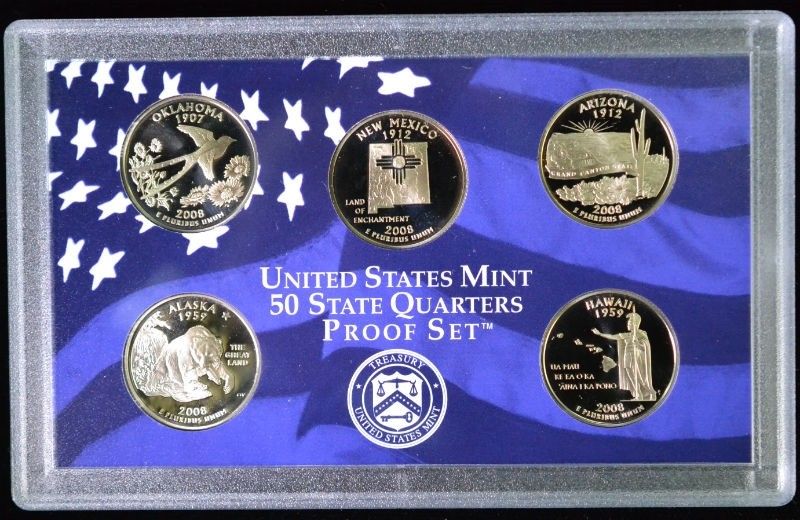 OKLAHOMA
1907
2008
E PLURIBUS UNUM
NEW MEXICO
1912
LAND OF
ENCHANTMENT
2008
E PLURIBUS UNUM
ARIZONA
1912
GRAND CANYON STATE
2008
E PLURIBUS UNUM
UNITED STATES MINT
50 STATE QUARTERS
PROOF SET™
ALASKA
1959
THE
GREAT
LAND
2008
E PLURIBUS UNUM
TREASURY
UNITED STATES MINT
HAWAII
1959
UA MAU
KE EA O KA
'ĀINA I KA PONO
2008
E PLURIBUS UNUM